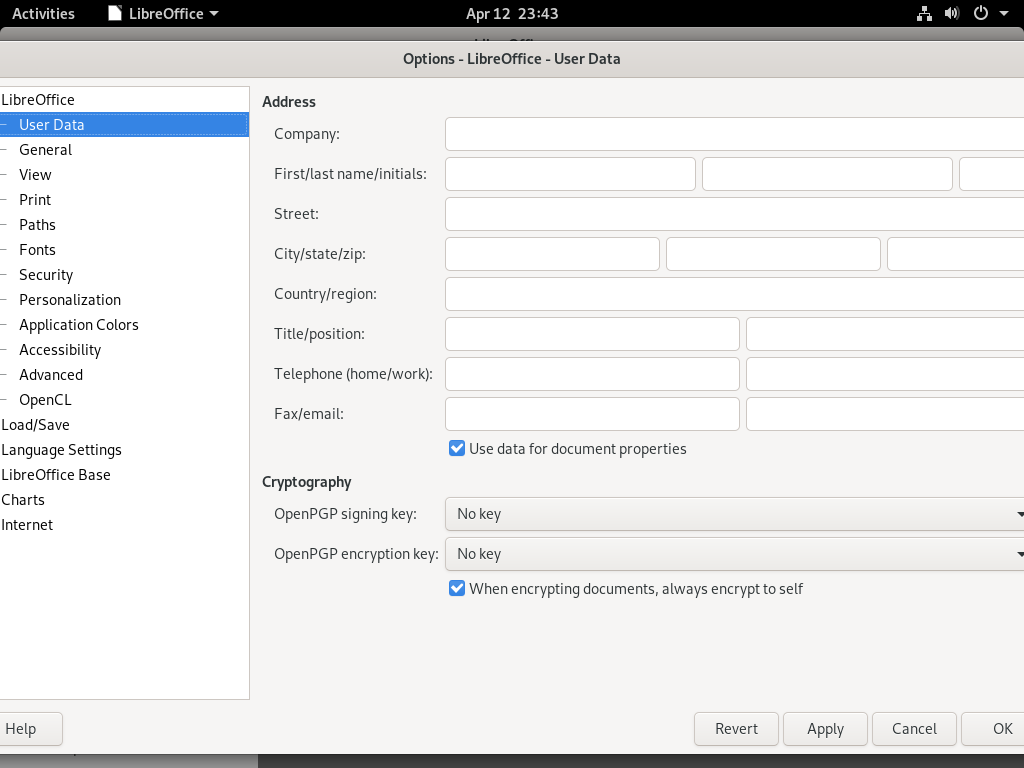 Activities LibreOffice Apr 12 23:43
Options - LibreOffice - User Data
LibreOffice
User Data
General
View
Print
Paths
Fonts
Security
Personalization
Application Colors
Accessibility
Advanced
OpenCL
Load/Save
Language Settings
LibreOffice Base
Charts
Internet
Address
Company:
First/last name/initials:
Street:
City/state/zip:
Country/region:
Title/position:
Telephone (home/work):
Fax/email:
Use data for document properties
Cryptography
OpenPGP signing key: No key
OpenPGP encryption key: No key
When encrypting documents, always encrypt to self
Help Revert Apply Cancel OK